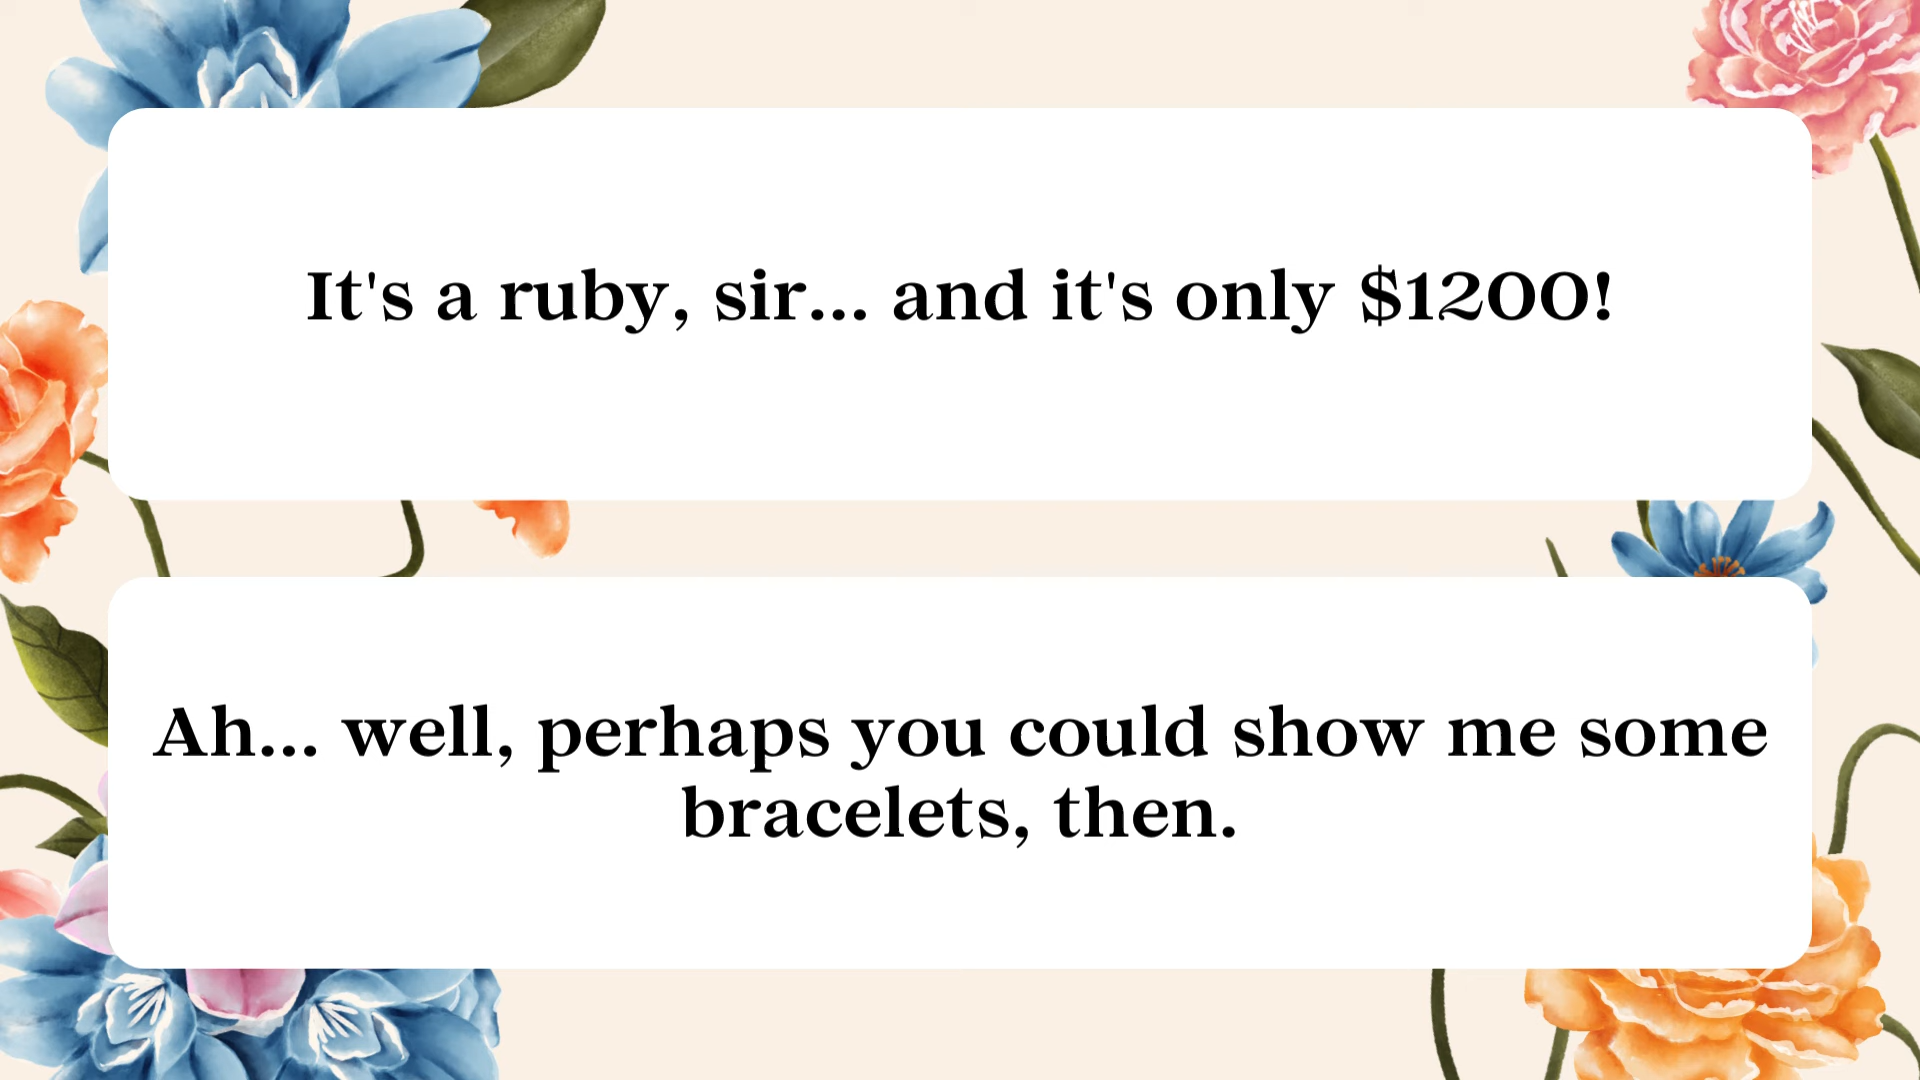 It's a ruby, sir... and it's only $1200!
Ah... well, perhaps you could show me some
bracelets, then.